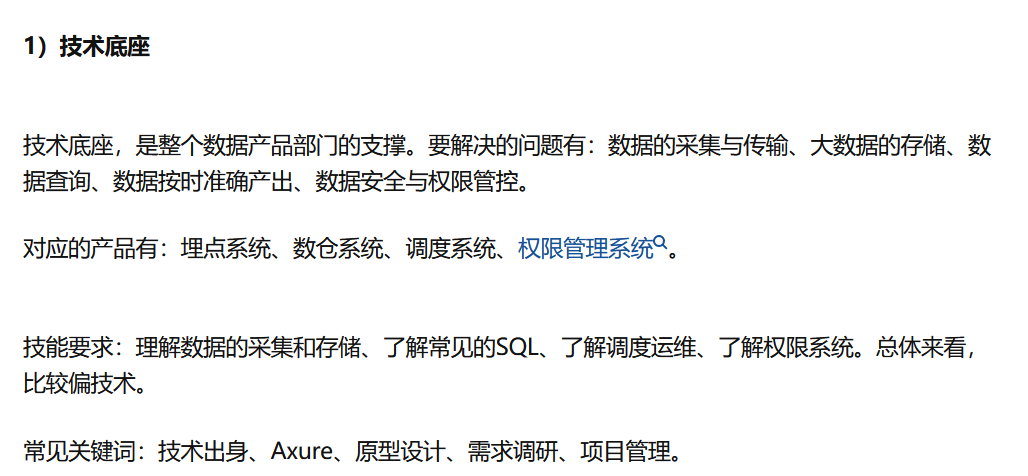 1）技术底座
技术底座，是整个数据产品部门的支撑。要解决的问题有：数据的采集与传输、大数据的存储、数
据查询、数据按时准确产出、数据安全与权限管控。
对应的产品有：埋点系统、数仓系统、调度系统、权限管理系统。
技能要求：理解数据的采集和存储、了解常见的SQL、了解调度运维、了解权限系统。总体来看，
比较偏技术。
常见关键词：技术出身、Axure、原型设计、需求调研、项目管理。